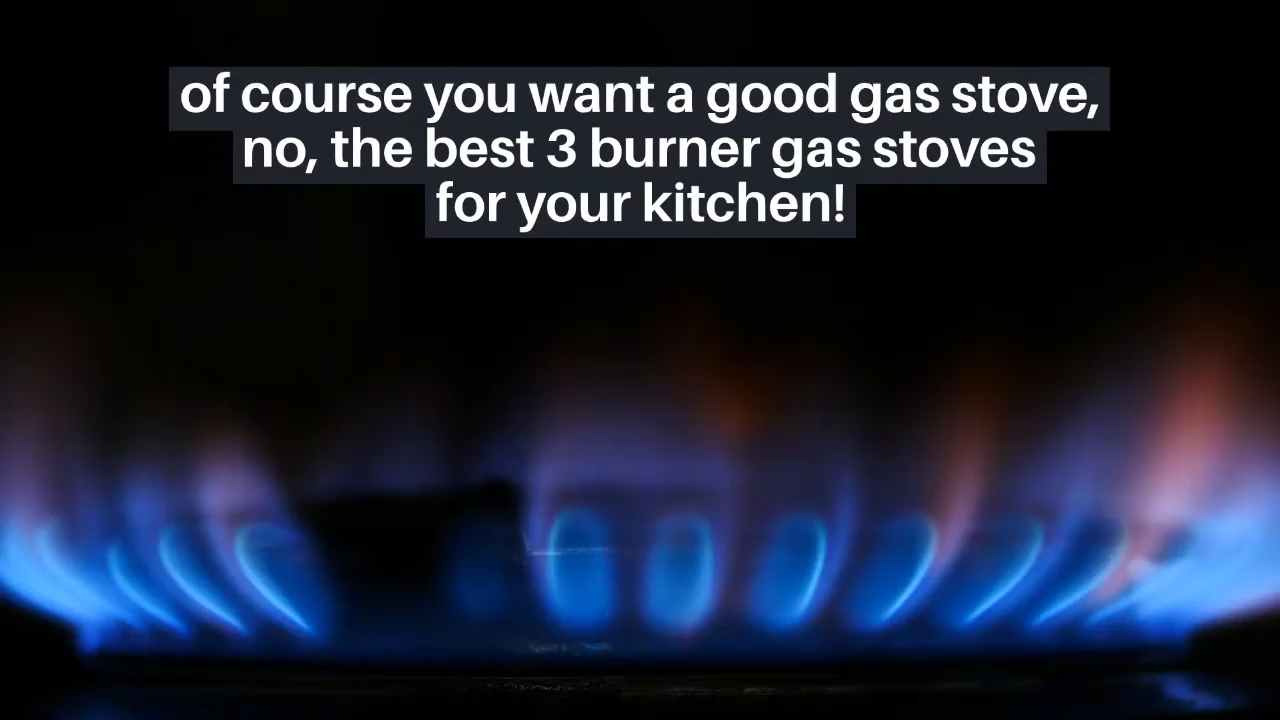 of course you want a good gas stove,
no, the best 3 burner gas stoves
for your kitchen!